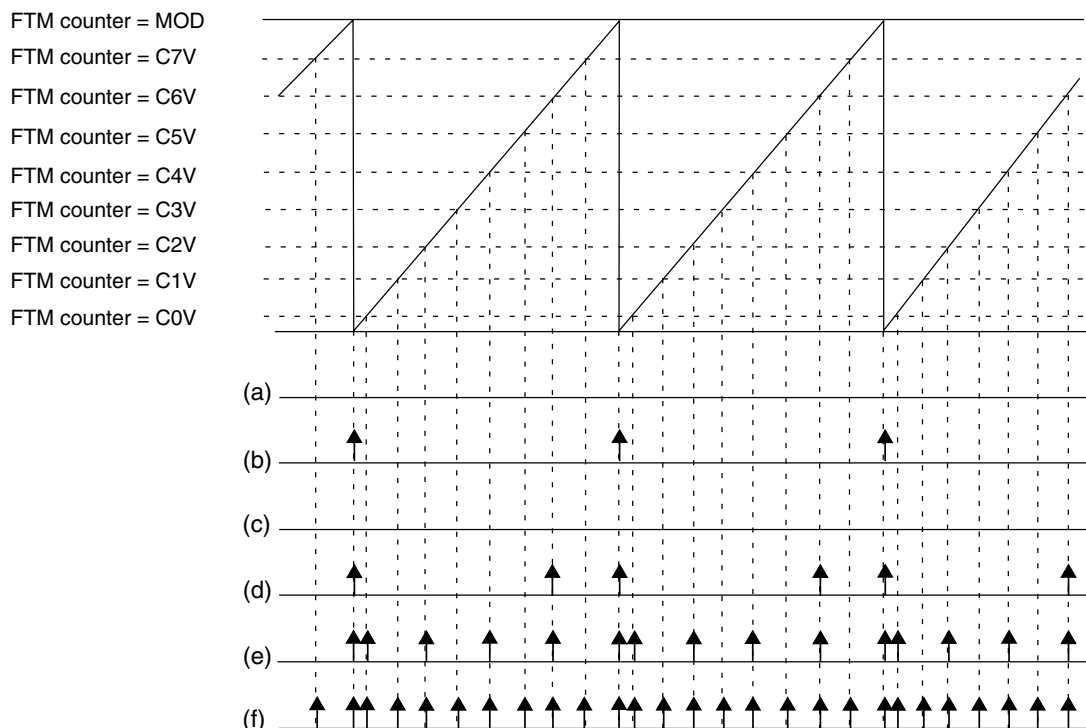 FTM counter = MOD
FTM counter = C7V
FTM counter = C6V
FTM counter = C5V
FTM counter = C4V
FTM counter = C3V
FTM counter = C2V
FTM counter = C1V
FTM counter = C0V
(a)
(b)
(c)
(d)
(e)
(f)